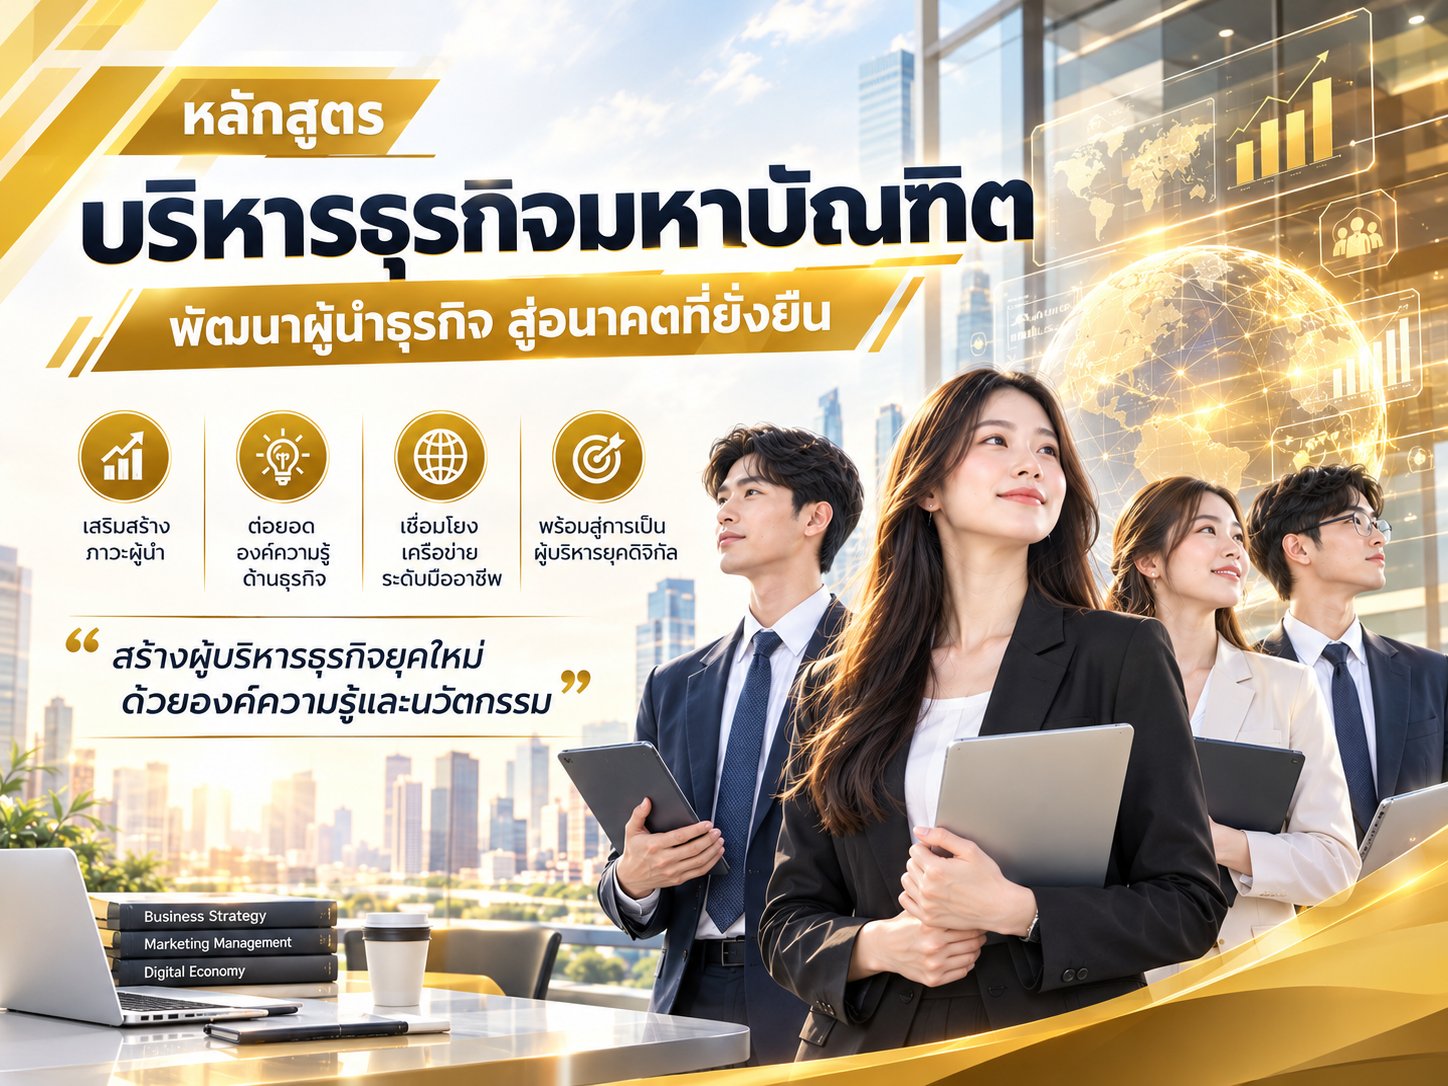 หลักสูตร
บริหารธุรกิจมหาบัณฑิต
พัฒนาผู้นำธุรกิจ สู่อนาคตที่ยั่งยืน
เสริมสร้าง
ภาวะผู้นำ
ต่อยอด
องค์ความรู้
ด้านธุรกิจ
เชื่อมโยง
เครือข่าย
ระดับมืออาชีพ
พร้อมสู่การเป็น
ผู้บริหารยุคดิจิทัล
“สร้างผู้บริหารธุรกิจยุคใหม่
ด้วยองค์ความรู้และนวัตกรรม”
Business Strategy
Marketing Management
Digital Economy